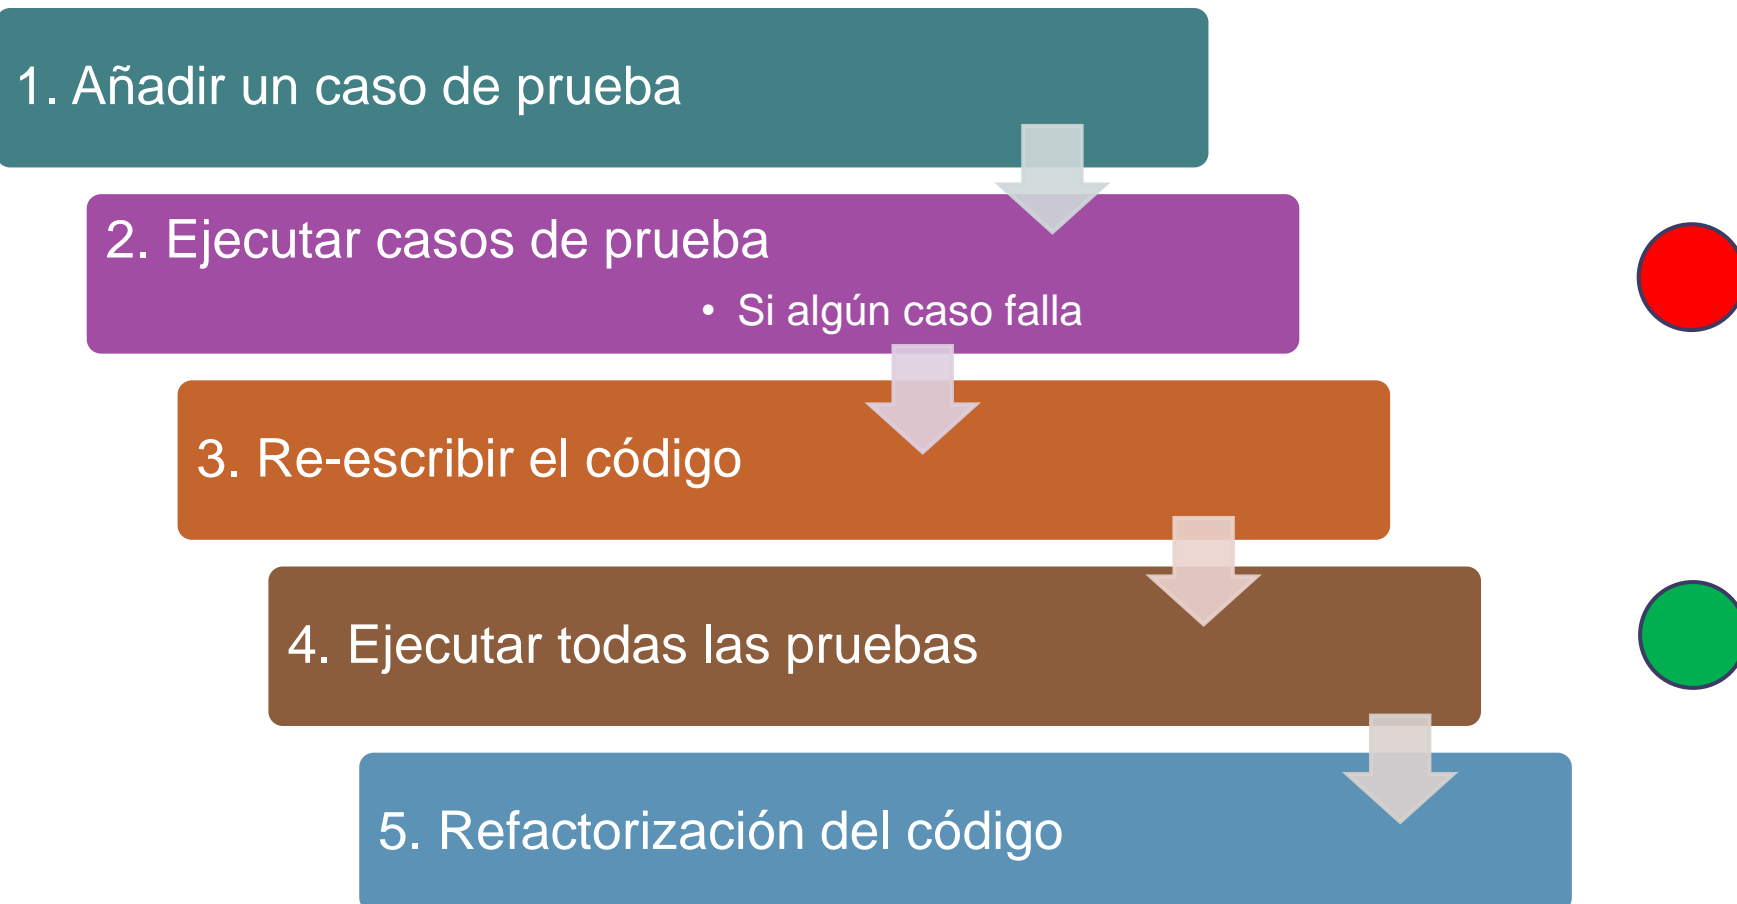 1. Añadir un caso de prueba
2. Ejecutar casos de prueba
• Si algún caso falla
3. Re-escribir el código
4. Ejecutar todas las pruebas
5. Refactorización del código